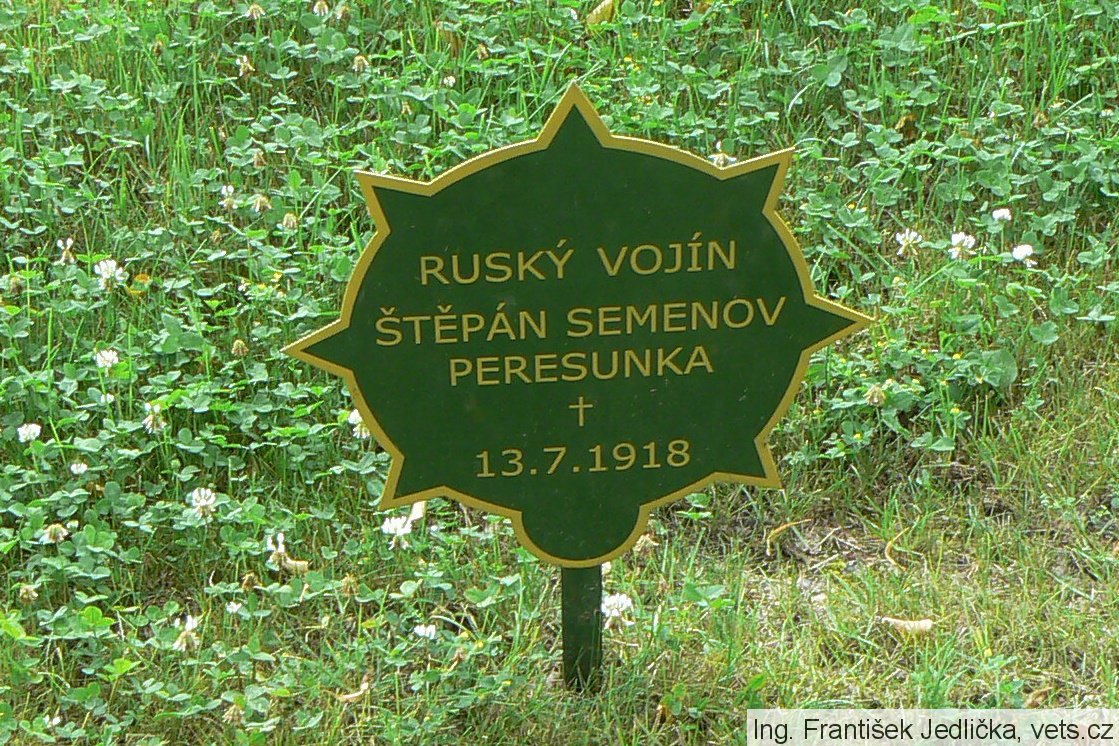 RUSKÝ VOJÍN
ŠTĚPÁN SEMENOV
PERESUNKA
†
13.7.1918
Ing. František Jedlička, vets.cz